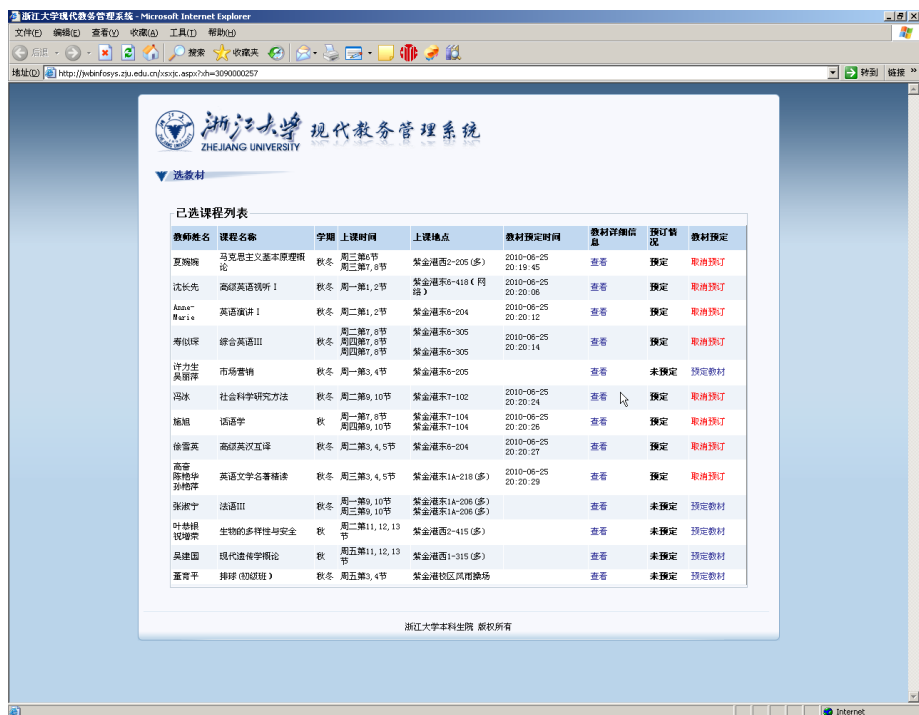 浙江大学现代教务管理系统 - Microsoft Internet Explorer
文件(F) 编辑(E) 查看(V) 收藏(A) 工具(T) 帮助(H)
后退 搜索 收藏夹
地址(D) http://jwbinfosys.zju.edu.cn/xsxjc.aspx?xh=3090000257 转到 链接 »
浙江大学 现代教务管理系统
ZHEJIANG UNIVERSITY
选教材
已选课程列表
教师姓名 课程名称 学期 上课时间 上课地点 教材预定时间 教材详细信息 预订情况 教材预定
夏婉婉 马克思主义基本原理概论 秋冬 周三第6节 周三第7,8节 紫金港西2-205(多) 2010-06-25 20:19:45 查看 预定 取消预订
沈长先 高级英语视听 I 秋冬 周一第1,2节 紫金港东6-418(网络) 2010-06-25 20:20:06 查看 预定 取消预订
Anne-Marie 英语演讲 I 秋冬 周二第1,2节 紫金港东6-204 2010-06-25 20:20:12 查看 预定 取消预订
寿似琛 综合英语III 秋冬 周二第7,8节 周四第7,8节 周四第7,8节 紫金港东6-305 紫金港东6-305 2010-06-25 20:20:14 查看 预定 取消预订
许力生 吴丽萍 市场营销 秋冬 周一第3,4节 紫金港东6-205 查看 未预定 预定教材
冯冰 社会科学研究方法 秋冬 周二第9,10节 紫金港东7-102 2010-06-25 20:20:24 查看 预定 取消预订
施旭 话语学 秋 周一第7,8节 周四第9,10节 紫金港东7-104 紫金港东7-104 2010-06-25 20:20:26 查看 预定 取消预订
徐雪英 高级英汉互译 秋冬 周二第3,4,5节 紫金港东6-204 2010-06-25 20:20:27 查看 预定 取消预订
高奋 陈艳华 孙艳萍 英语文学名著精读 秋冬 周三第3,4,5节 紫金港东1A-218(多) 2010-06-25 20:20:29 查看 预定 取消预订
张淑宁 法语III 秋冬 周一第9,10节 周三第9,10节 紫金港东1A-206(多) 紫金港东1A-206(多) 查看 未预定 预定教材
叶恭银 祝增荣 生物的多样性与安全 秋 周二第11,12,13节 紫金港西2-415(多) 查看 未预定 预定教材
吴建国 现代遗传学概论 秋 周五第11,12,13节 紫金港西1-315(多) 查看 未预定 预定教材
董育平 排球(初级班) 秋冬 周五第3,4节 紫金港校区风雨操场 查看 未预定 预定教材
浙江大学本科生院 版权所有
Internet